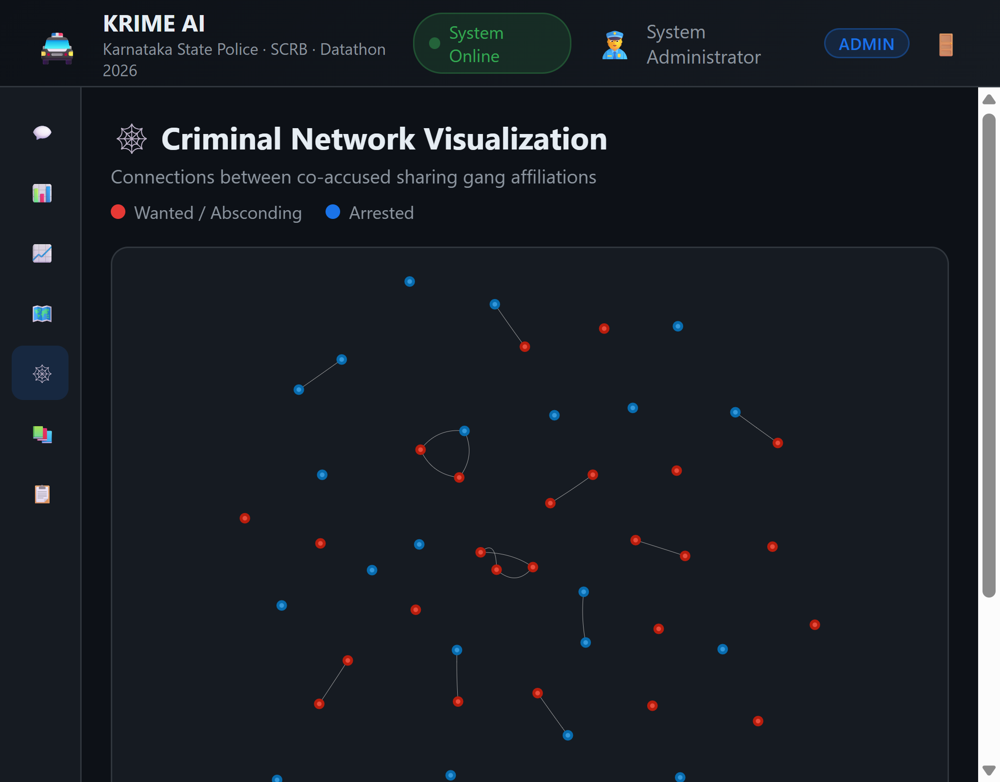 KRIME AI
Karnataka State Police · SCRB · Datathon
2026
System
Online
System
Administrator
ADMIN
Criminal Network Visualization
Connections between co-accused sharing gang affiliations
Wanted / Absconding
Arrested